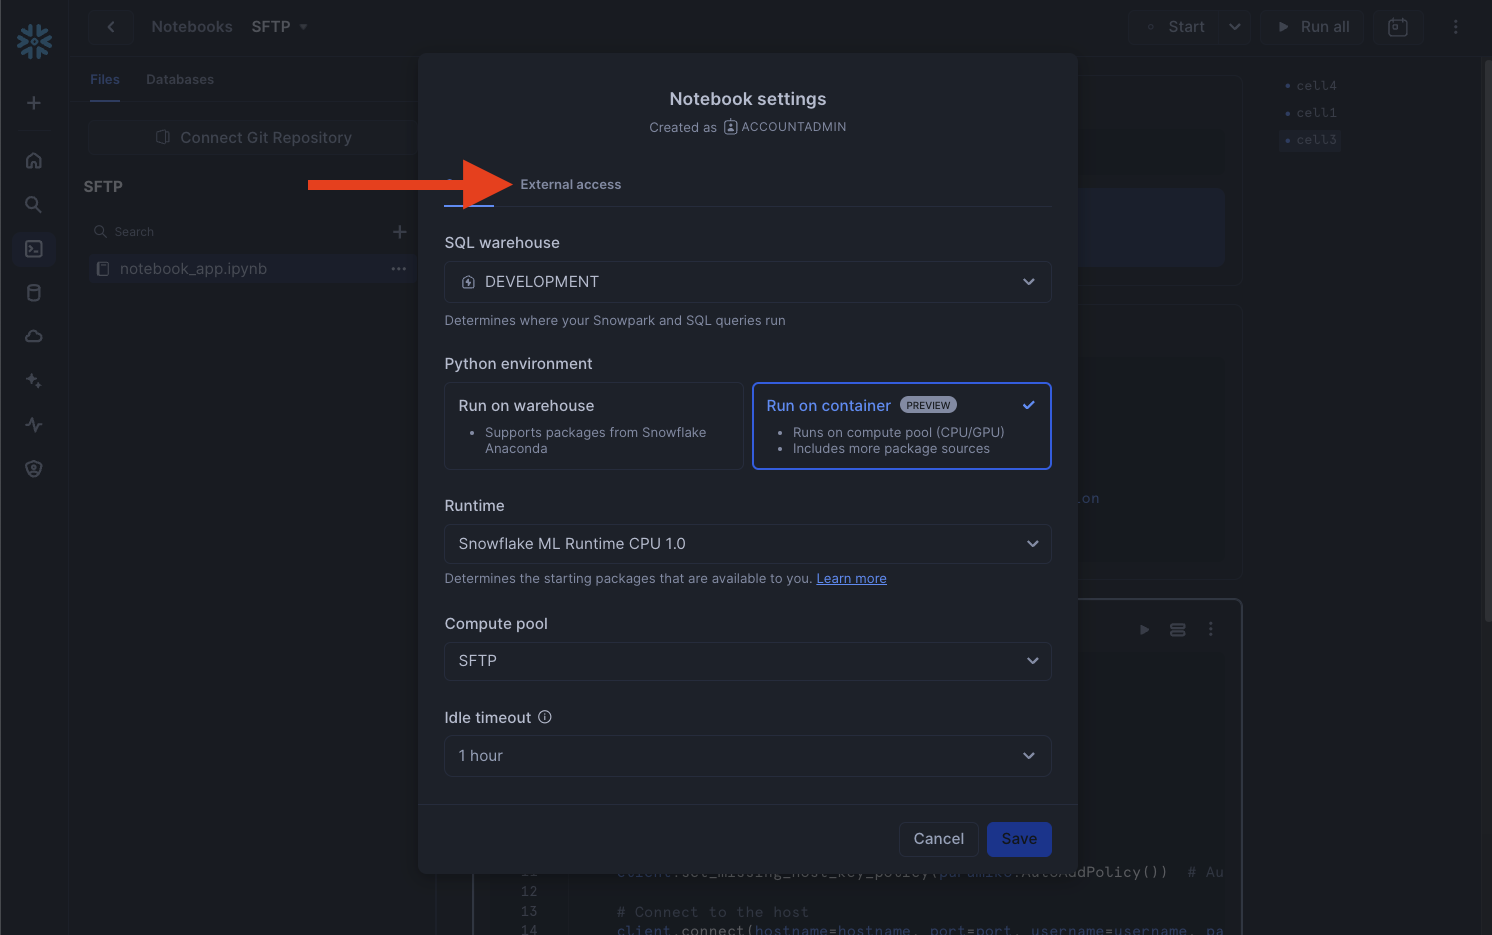 Notebooks SFTP
Start
Run all
Files Databases
Connect Git Repository
SFTP
Search
notebook_app.ipynb
Notebook settings
Created as ACCOUNTADMIN
External access
SQL warehouse
DEVELOPMENT
Determines where your Snowpark and SQL queries run
Python environment
Run on warehouse
• Supports packages from Snowflake
Anaconda
Run on container PREVIEW
• Runs on compute pool (CPU/GPU)
• Includes more package sources
Runtime
Snowflake ML Runtime CPU 1.0
Determines the starting packages that are available to you. Learn more
Compute pool
SFTP
Idle timeout
1 hour
Cancel Save
cell4
cell1
cell3
client.set_missing_host_key_policy(paramiko.AutoAddPolicy()) # Au
12
13 # Connect to the host
14 client.connect(hostname=hostname, port=port, username=username, pa